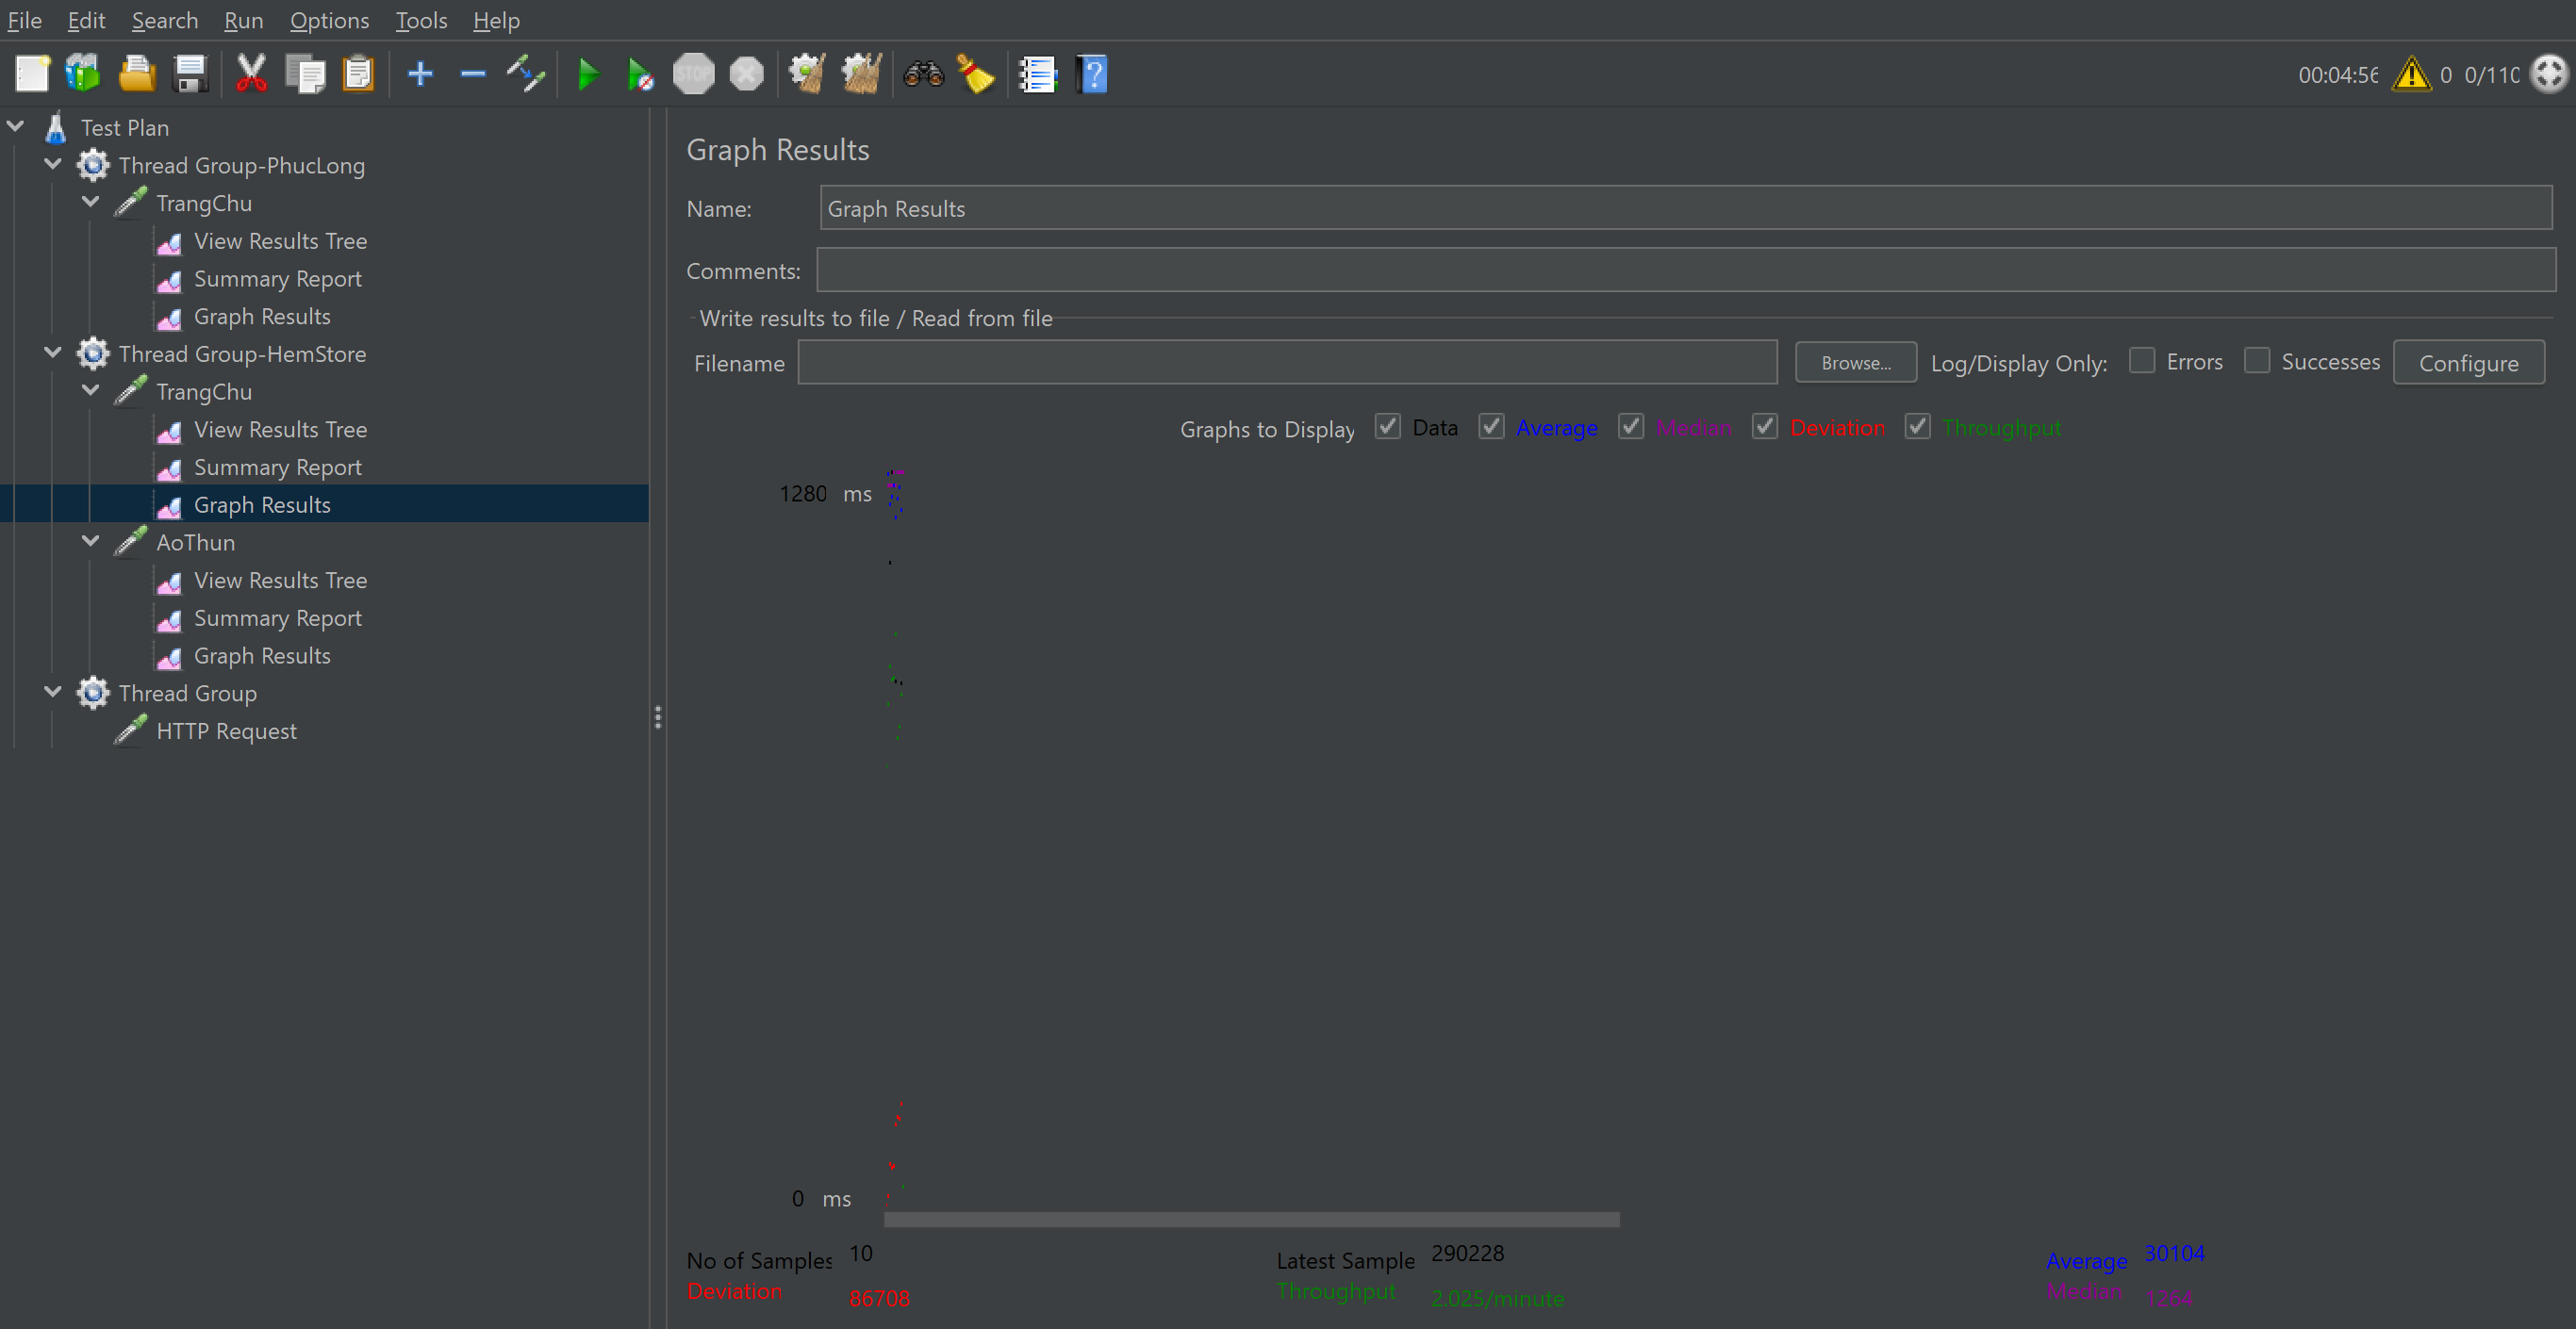 File Edit Search Run Options Tools Help
STOP
00:04:56 0 0/110
Test Plan
Thread Group-PhucLong
TrangChu
View Results Tree
Summary Report
Graph Results
Thread Group-HemStore
TrangChu
View Results Tree
Summary Report
Graph Results
AoThun
View Results Tree
Summary Report
Graph Results
Thread Group
HTTP Request
Graph Results
Name: Graph Results
Comments:
Write results to file / Read from file
Filename Browse... Log/Display Only: Errors Successes Configure
Graphs to Display Data Average Median Deviation Throughput
1280 ms
0 ms
No of Samples 10 Latest Sample 290228 Average 30104
Deviation 86708 Throughput 2.025/minute Median 1264